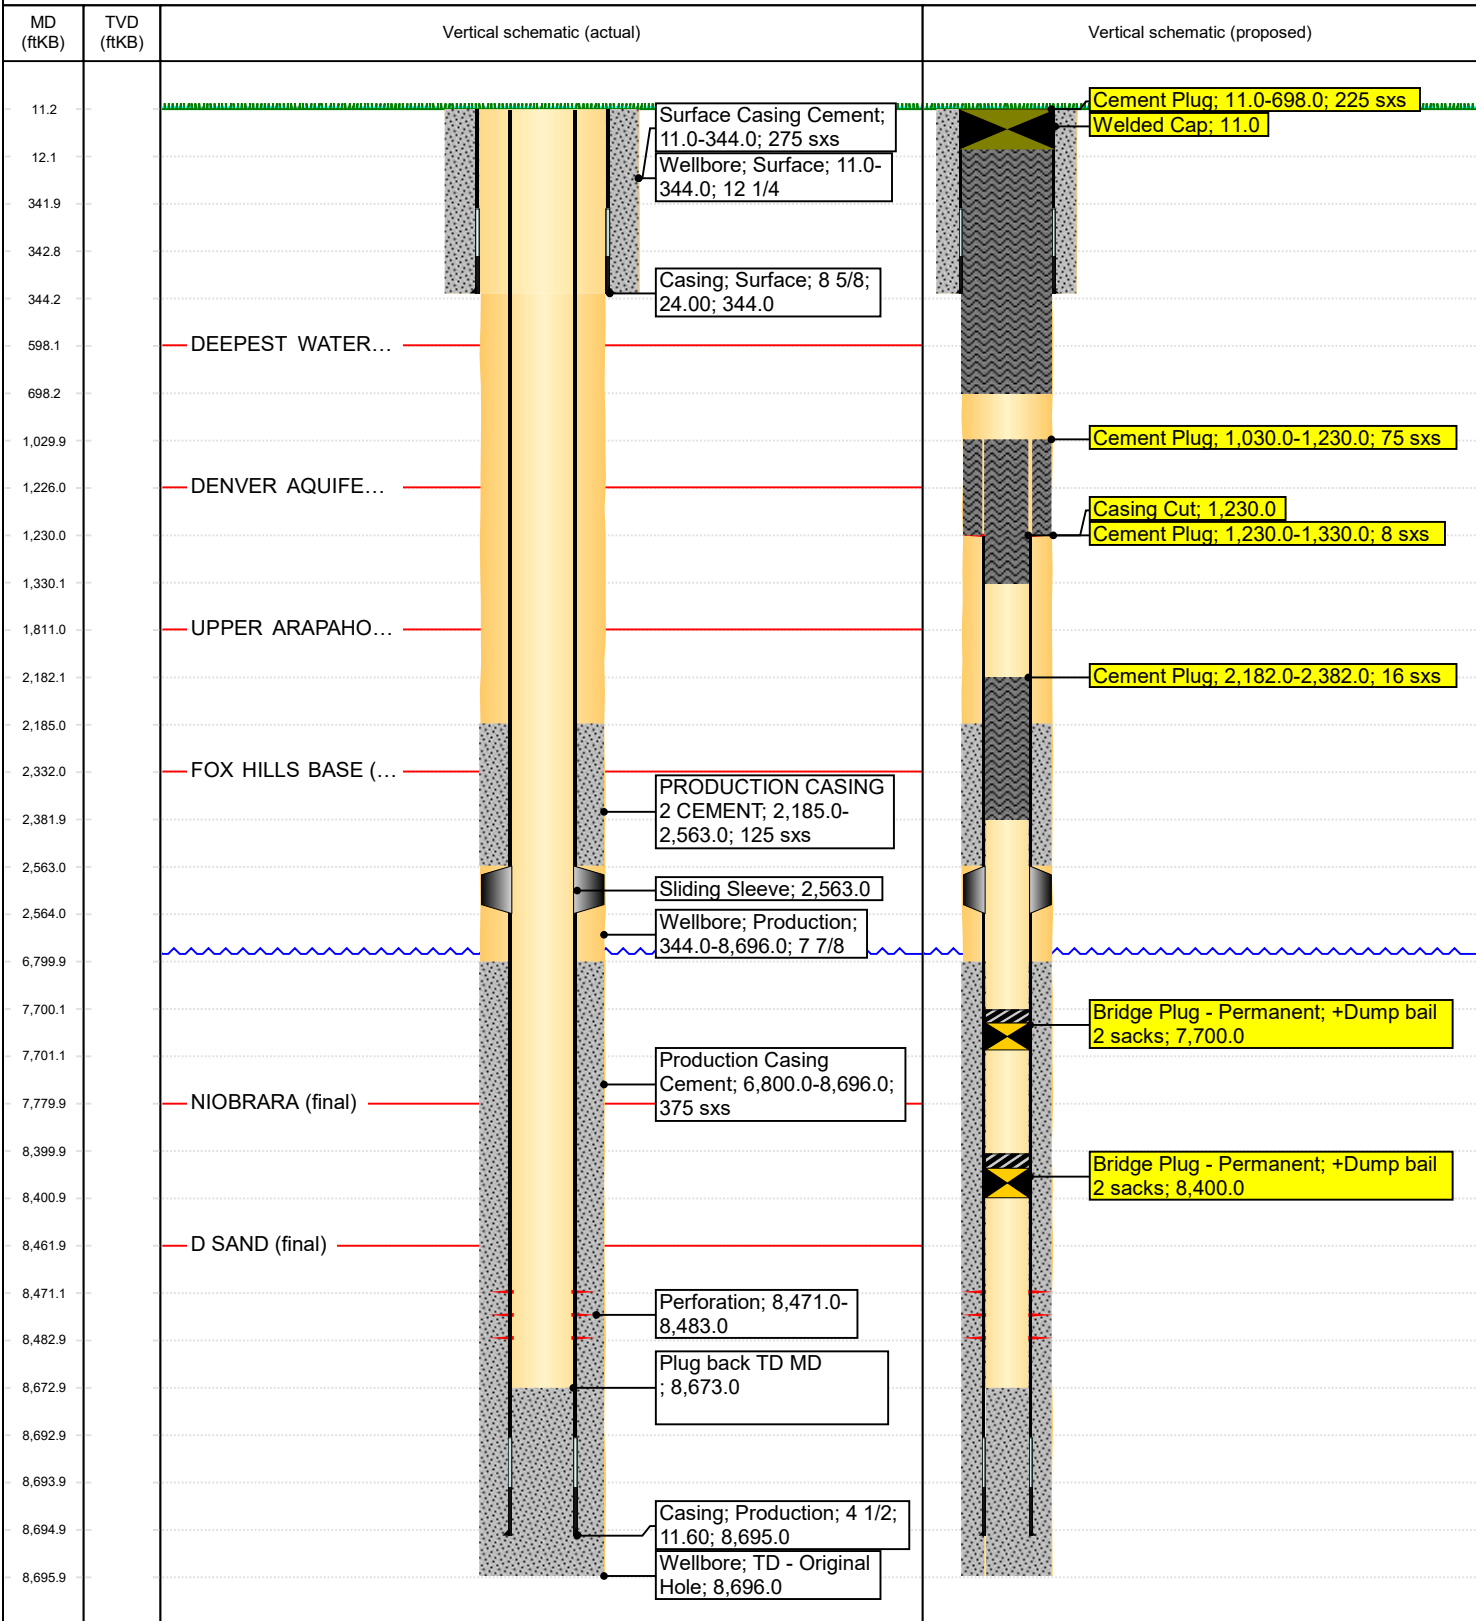 MD
(ftKB)
TVD
(ftKB)
Vertical schematic (actual)
Vertical schematic (proposed)
11.2
12.1
341.9
342.8
344.2
598.1
698.2
1,029.9
1,226.0
1,230.0
1,330.1
1,811.0
2,182.1
2,185.0
2,332.0
2,381.9
2,563.0
2,564.0
6,799.9
7,700.1
7,701.1
7,779.9
8,399.9
8,400.9
8,461.9
8,471.1
8,482.9
8,672.9
8,692.9
8,693.9
8,694.9
8,695.9
DEEPEST WATER…
DENVER AQUIFE…
UPPER ARAPAHO…
FOX HILLS BASE (…
NIOBRARA (final)
D SAND (final)
Surface Casing Cement;
11.0-344.0; 275 sxs
Wellbore; Surface; 11.0-
344.0; 12 1/4
Casing; Surface; 8 5/8;
24.00; 344.0
PRODUCTION CASING
2 CEMENT; 2,185.0-
2,563.0; 125 sxs
Sliding Sleeve; 2,563.0
Wellbore; Production;
344.0-8,696.0; 7 7/8
Production Casing
Cement; 6,800.0-8,696.0;
375 sxs
Perforation; 8,471.0-
8,483.0
Plug back TD MD
; 8,673.0
Casing; Production; 4 1/2;
11.60; 8,695.0
Wellbore; TD - Original
Hole; 8,696.0
Cement Plug; 11.0-698.0; 225 sxs
Welded Cap; 11.0
Cement Plug; 1,030.0-1,230.0; 75 sxs
Casing Cut; 1,230.0
Cement Plug; 1,230.0-1,330.0; 8 sxs
Cement Plug; 2,182.0-2,382.0; 16 sxs
Bridge Plug - Permanent; +Dump bail
2 sacks; 7,700.0
Bridge Plug - Permanent; +Dump bail
2 sacks; 8,400.0